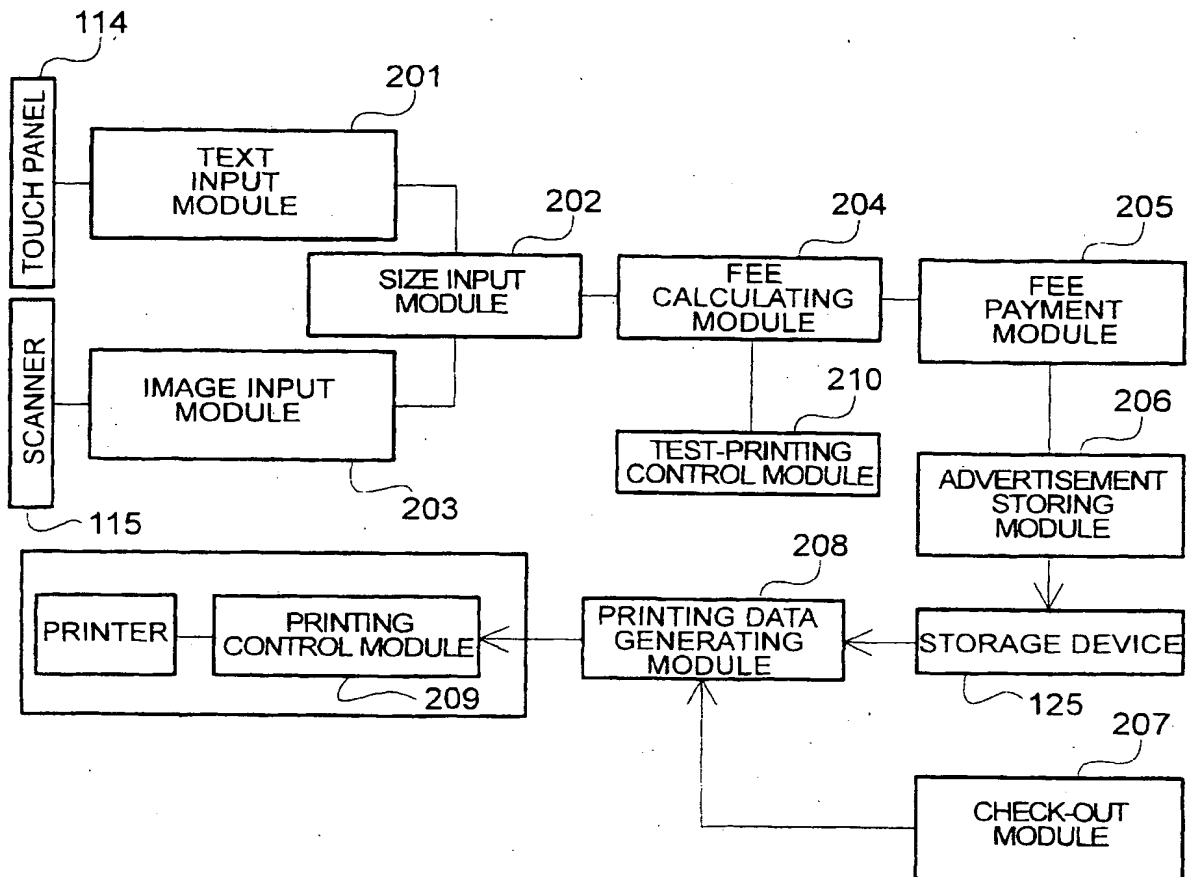 114
TOUCH PANEL
201
TEXT
INPUT
MODULE
202
SIZE INPUT
MODULE
204
FEE
CALCULATING
MODULE
205
FEE
PAYMENT
MODULE
SCANNER
115
IMAGE INPUT
MODULE
203
210
TEST-PRINTING
CONTROL MODULE
206
ADVERTISEMENT
STORING
MODULE
PRINTER
PRINTING
CONTROL MODULE
209
208
PRINTING DATA
GENERATING
MODULE
STORAGE DEVICE
125
207
CHECK-OUT
MODULE